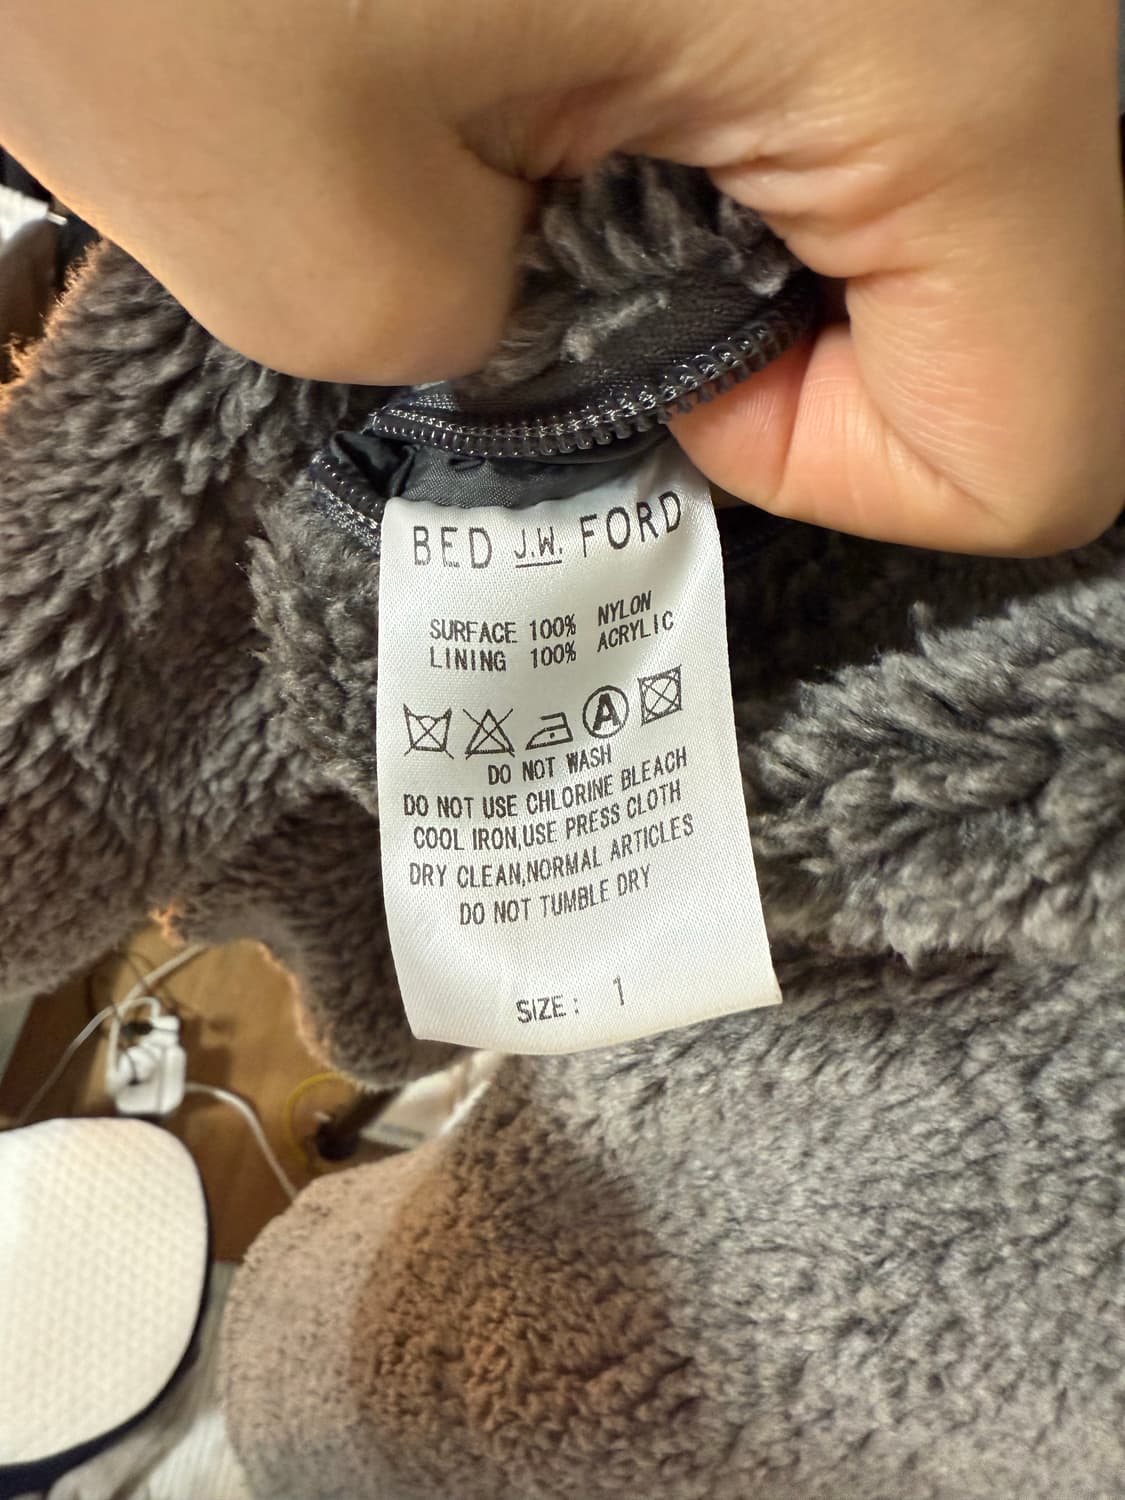 BED J.W. FORD
SURFACE 100% NYLON
LINING 100% ACRYLIC
A
DO NOT WASH
DO NOT USE CHLORINE BLEACH
COOL IRON,USE PRESS CLOTH
DRY CLEAN,NORMAL ARTICLES
DO NOT TUMBLE DRY
SIZE : 1